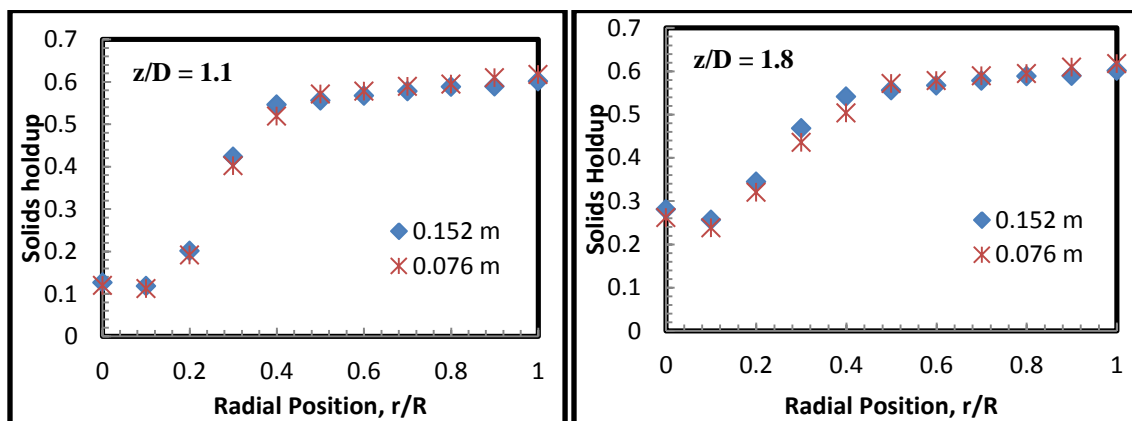 z/D = 1.1
Solids holdup
0.7
0.6
0.5
0.4
0.3
0.2
0.1
0
0.152 m
0.076 m
0 0.2 0.4 0.6 0.8 1
Radial Position, r/R
z/D = 1.8
Solids Holdup
0.7
0.6
0.5
0.4
0.3
0.2
0.1
0
0.152 m
0.076 m
0 0.2 0.4 0.6 0.8 1
Radial Position, r/R